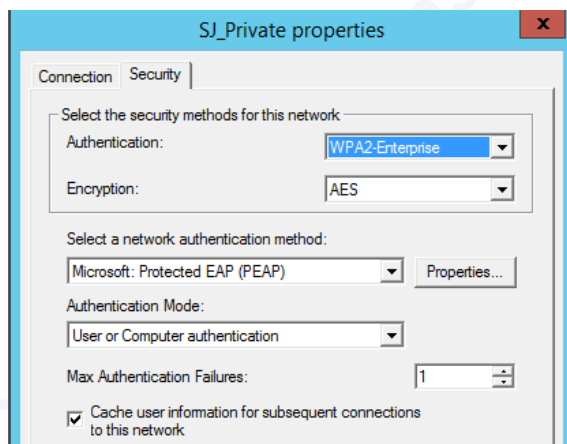 SJ_Private properties
x
Connection Security
Select the security methods for this network
Authentication: WPA2-Enterprise
Encryption: AES
Select a network authentication method:
Microsoft: Protected EAP (PEAP) Properties...
Authentication Mode:
User or Computer authentication
Max Authentication Failures: 1
Cache user information for subsequent connections
to this network